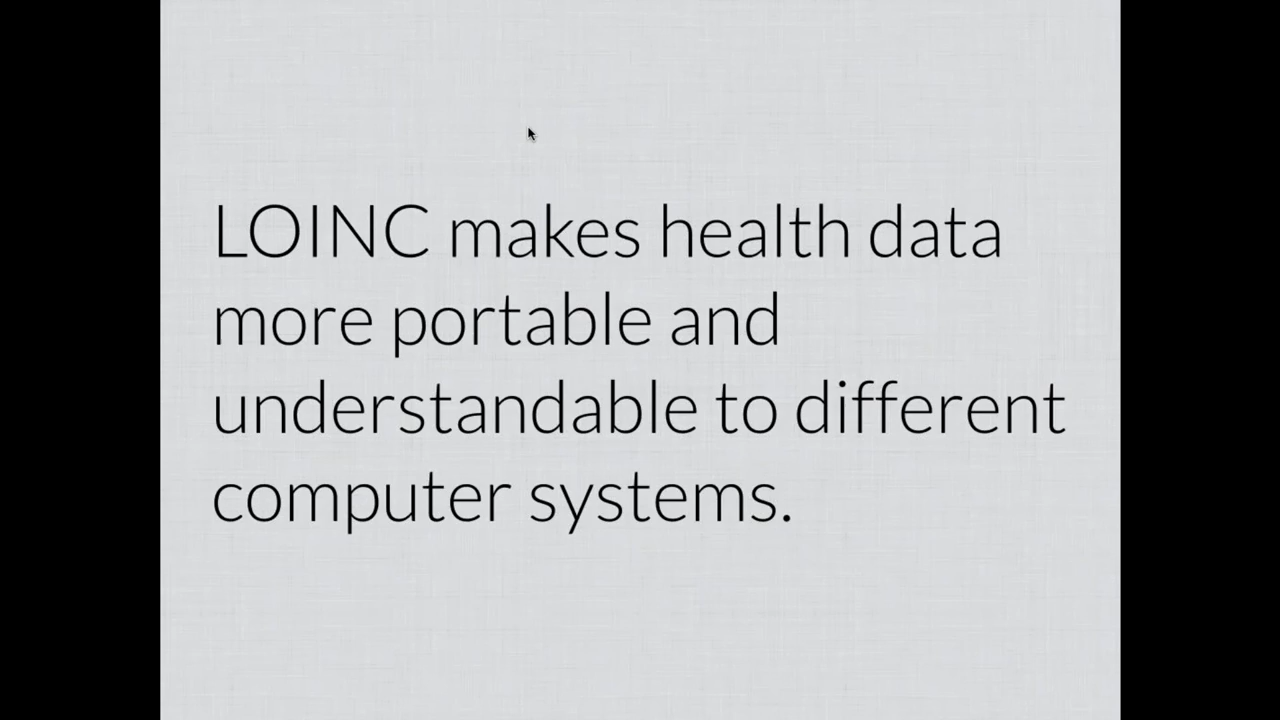 LOINC makes health data
more portable and
understandable to different
computer systems.